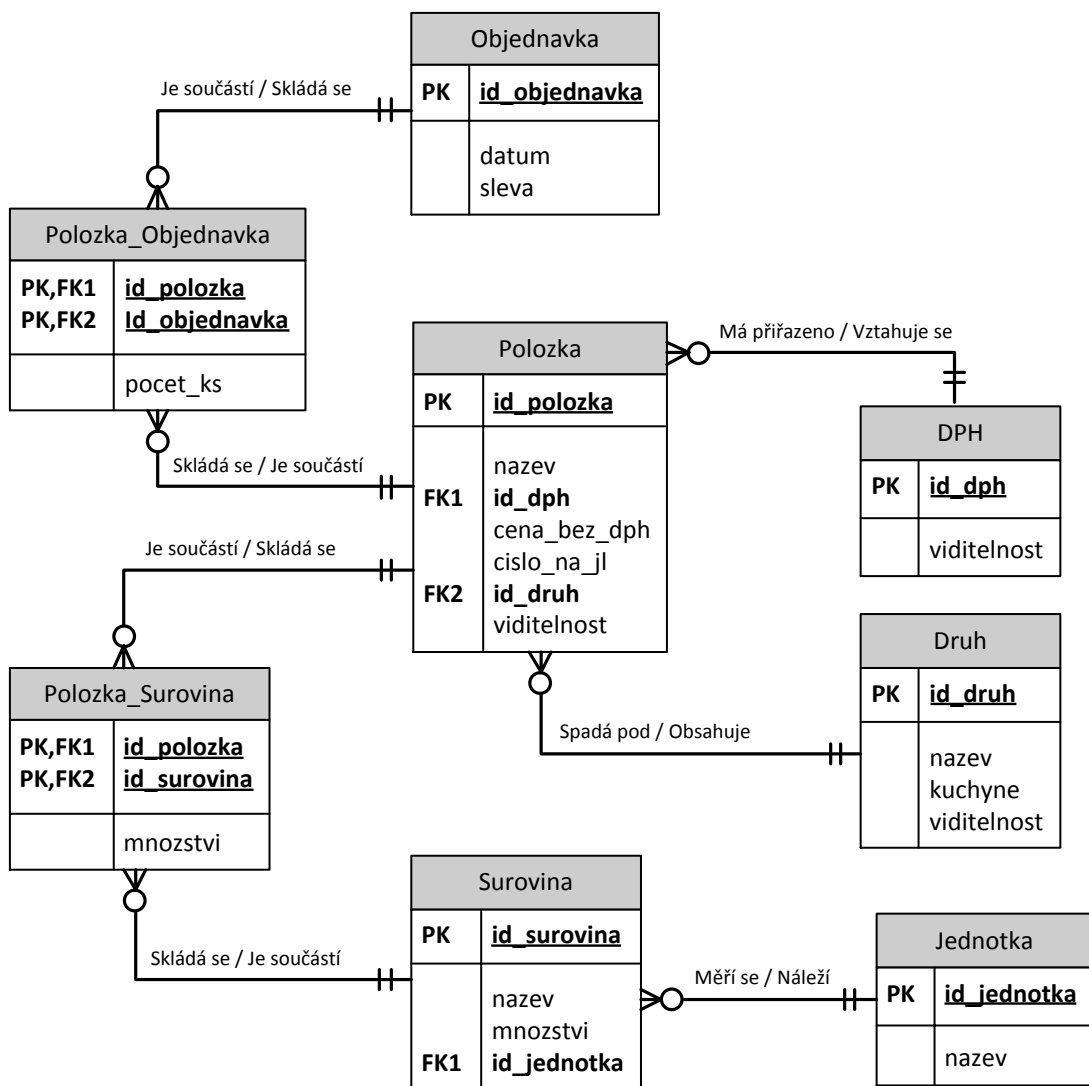 Objednavka
PK id_objednavka
datum
sleva
Je součástí / Skládá se
Polozka_Objednavka
PK,FK1 id_polozka
PK,FK2 Id_objednavka
pocet_ks
Skládá se / Je součástí
Polozka
PK id_polozka
nazev
FK1 id_dph
cena_bez_dph
cislo_na_jl
FK2 id_druh
viditelnost
Má přiřazeno / Vztahuje se
DPH
PK id_dph
viditelnost
Je součástí / Skládá se
Druh
PK id_druh
nazev
kuchyne
viditelnost
Spadá pod / Obsahuje
Polozka_Surovina
PK,FK1 id_polozka
PK,FK2 id_surovina
mnozstvi
Skládá se / Je součástí
Surovina
PK id_surovina
nazev
mnozstvi
FK1 id_jednotka
Měří se / Náleží
Jednotka
PK id_jednotka
nazev